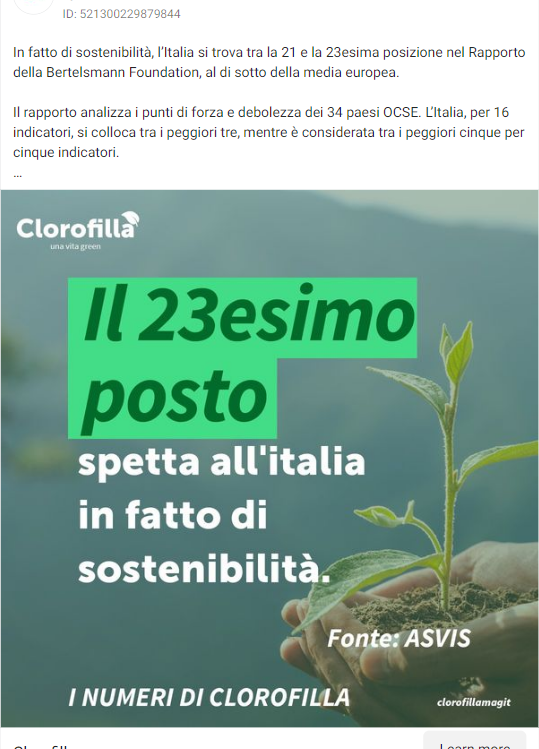 ID: 521300229879844
In fatto di sostenibilità, l’Italia si trova tra la 21 e la 23esima posizione nel Rapporto
della Bertelsmann Foundation, al di sotto della media europea.
Il rapporto analizza i punti di forza e debolezza dei 34 paesi OCSE. L’Italia, per 16
indicatori, si colloca tra i peggiori tre, mentre è considerata tra i peggiori cinque per
cinque indicatori.
...
Clorofilla
una vita green
Il 23esimo
posto
spetta all'italia
in fatto di
sostenibilità.
Fonte: ASVIS
I NUMERI DI CLOROFILLA
clorofillamagit
Learn more